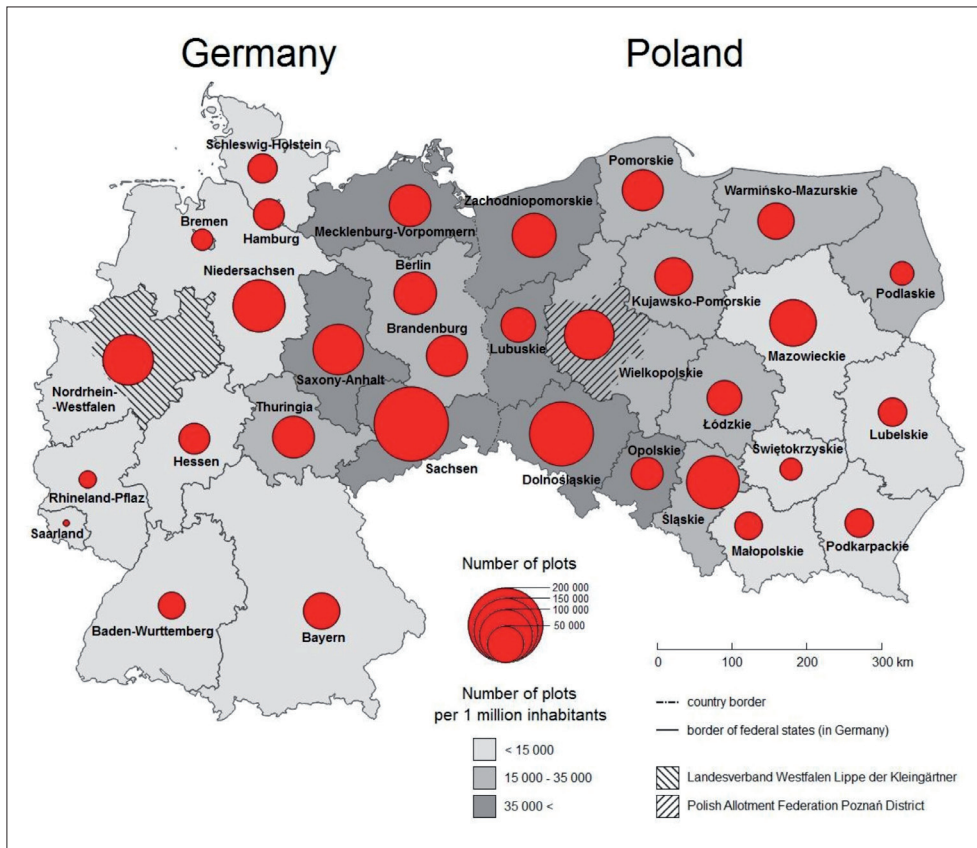 Germany
Poland
Schleswig-Holstein
Pomorskie
Warmińsko-Mazurskie
Zachodniopomorskie
Bremen
Hamburg
Mecklenburg-Vorpommern
Niedersachsen
Berlin
Podlaskie
Kujawsko-Pomorskie
Brandenburg
Lubuskie
Mazowieckie
Saxony-Anhalt
Wielkopolskie
Nordrhein-
-Westfalen
Thuringia
Łódzkie
Lubelskie
Hessen
Sachsen
Dolnośląskie
Opolskie
Świętokrzyskie
Rhineland-Pflaz
Śląskie
Saarland
Małopolskie
Podkarpackie
Baden-Wurttemberg
Bayern
Number of plots
200 000
150 000
100 000
50 000
0 100 200 300 km
Number of plots
per 1 million inhabitants
< 15 000
15 000 - 35 000
35 000 <
country border
border of federal states (in Germany)
Landesverband Westfalen Lippe der Kleingärtner
Polish Allotment Federation Poznań District